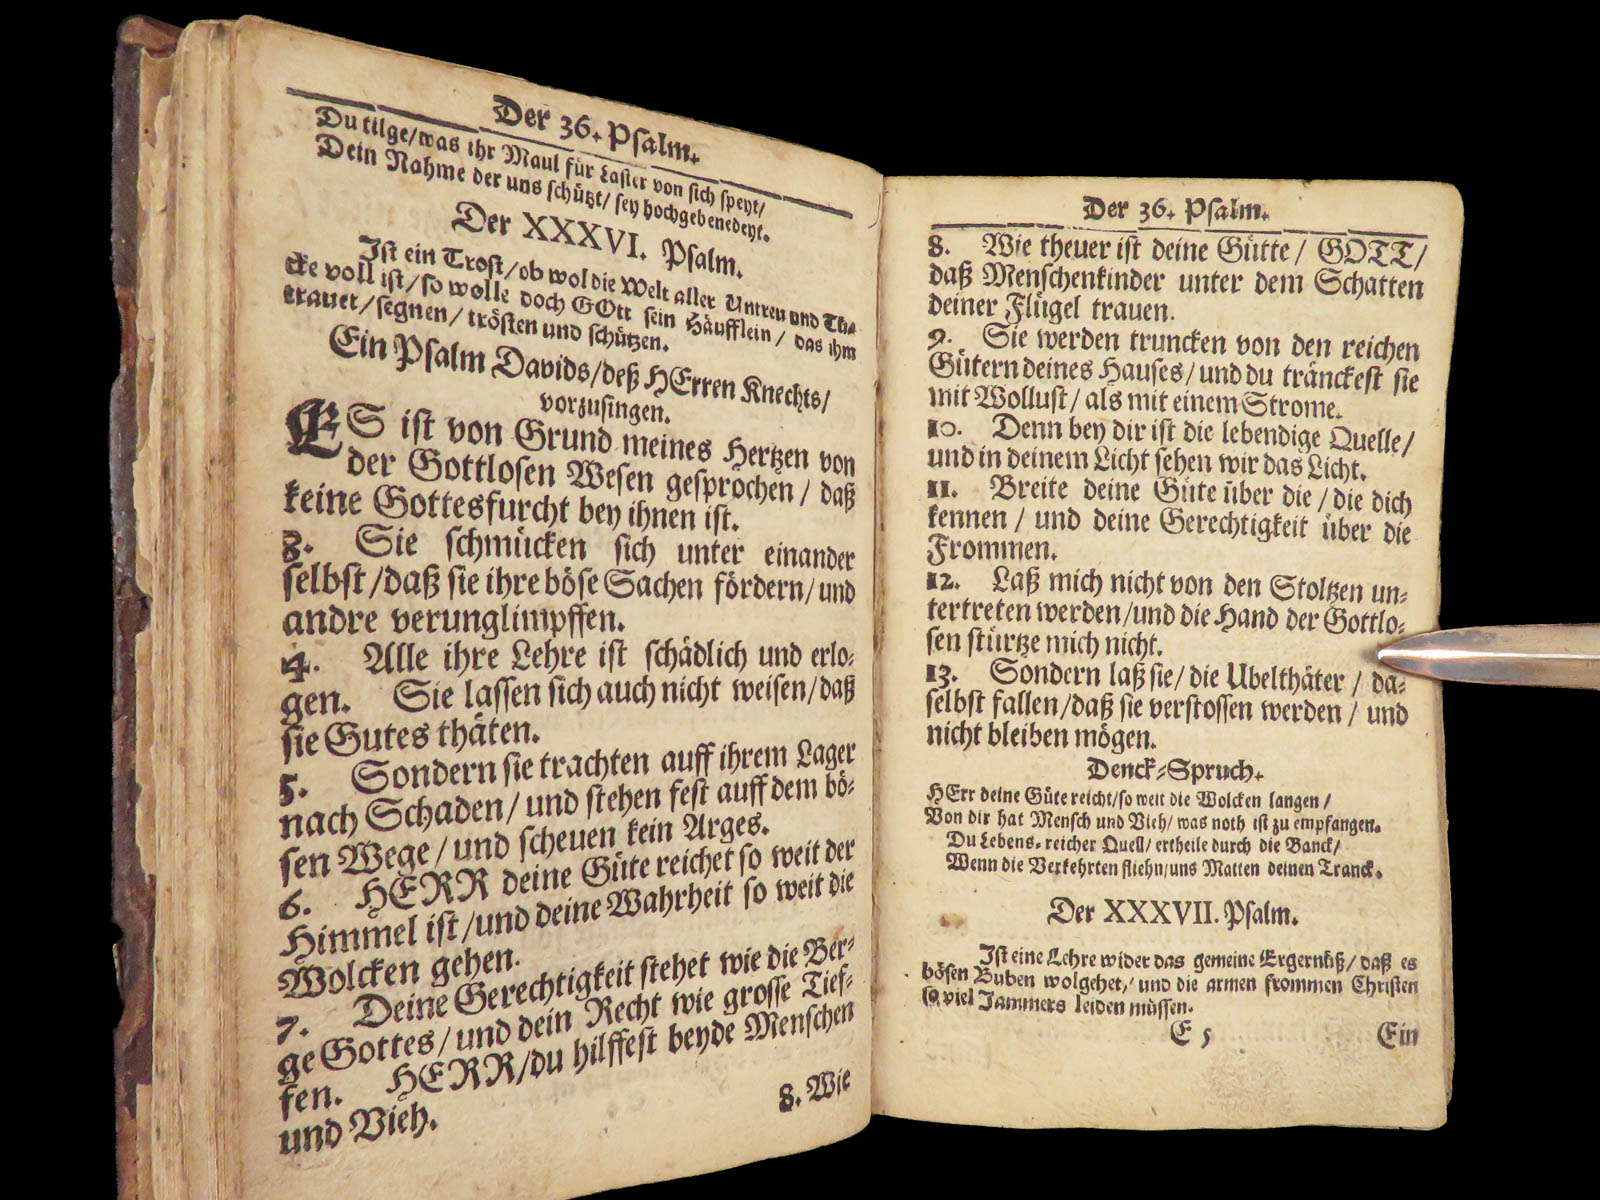 Der 36. Psalm.
Du tilge/was ihr Maul für Laster von sich speyt/
Dein Nahme der uns schützt/ sey hochgebenedeyt.
Der XXXVI. Psalm.
Ist ein Trost/ob wol die Welt aller Untreu und Thü-
cke voll ist/so wolle doch GOtt sein Häufflein/ das ihm
trauet/segnen/ trösten und schützen.
Ein Psalm Davids/deß HErren Knechts/
vorzusingen.
ES ist von Grund meines Hertzen von
der Gottlosen Wesen gesprochen/ daß
keine Gottesfurcht bey ihnen ist.
3. Sie schmücken sich unter einander
selbst/daß sie ihre böse Sachen fördern/und
andre verunglimpffen.
4. Alle ihre Lehre ist schädlich und erlo-
gen. Sie lassen sich auch nicht weisen/daß
sie Gutes thäten.
5. Sondern sie trachten auff ihrem Lager
nach Schaden/ und stehen fest auff dem bö-
sen Wege/ und scheuen kein Arges.
6. HERR deine Güte reichet so weit der
Himmel ist/und deine Wahrheit so weit die
Wolcken gehen.
7. Deine Gerechtigkeit stehet wie die Ber-
ge Gottes/und dein Recht wie grosse Tief-
fen. HERR/du hilffest beyde Menschen
und Vieh.
8. Wie
Der 36. Psalm.
8. Wie theuer ist deine Gütte/ GOTT/
daß Menschenkinder unter dem Schatten
deiner Flügel trauen.
9. Sie werden truncken von den reichen
Gütern deines Hauses/und du tränckest sie
mit Wollust/ als mit einem Strome.
10. Denn bey dir ist die lebendige Quelle/
und in deinem Licht sehen wir das Licht.
11. Breite deine Güte über die/die dich
kennen/ und deine Gerechtigkeit über die
Frommen.
12. Laß mich nicht von den Stoltzen un-
tertreten werden/und die Hand der Gottlo-
sen stürtze mich nicht.
13. Sondern laß sie/ die Ubelthäter/ da-
selbst fallen/daß sie verstossen werden/ und
nicht bleiben mögen.
Denck-Spruch.
HErr deine Güte reicht/so weit die Wolcken langen/
Von dir hat Mensch und Vieh/ was noth ist zu empfangen.
Du Lebens-reicher Quell/ ertheile durch die Banck/
Wenn die Verkehrten fliehn/uns Matten deinen Tranck.
Der XXXVII. Psalm.
Ist eine Lehre wider das gemeine Ergernüß/ daß es
bösen Buben wolgehet/ und die armen frommen Christen
so viel Jammers leiden müssen.
E 5 Ein